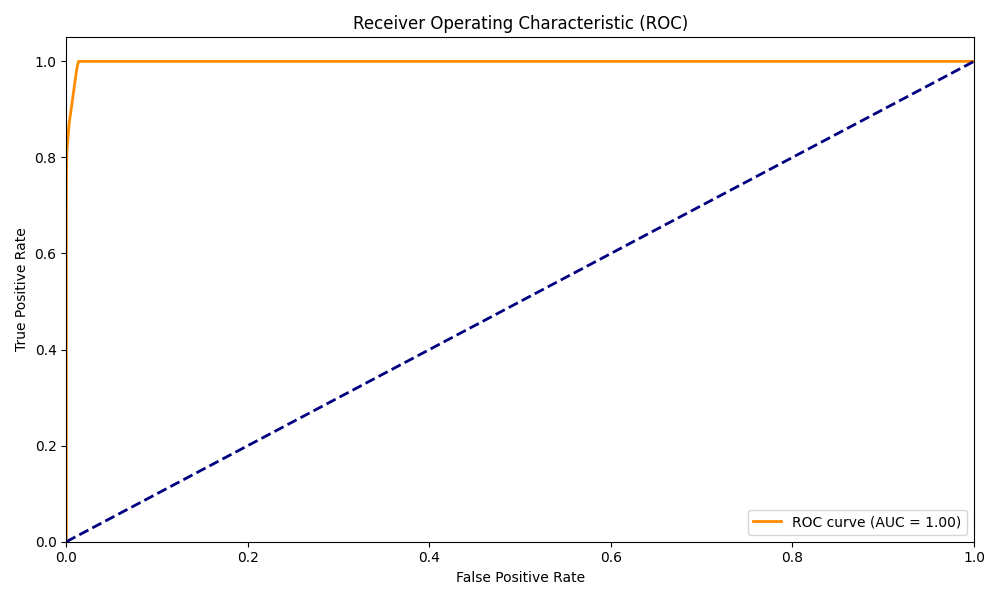 Receiver Operating Characteristic (ROC)
1.0
0.8
0.6
0.4
0.2
0.0
True Positive Rate
ROC curve (AUC = 1.00)
0.0 0.2 0.4 0.6 0.8 1.0
False Positive Rate